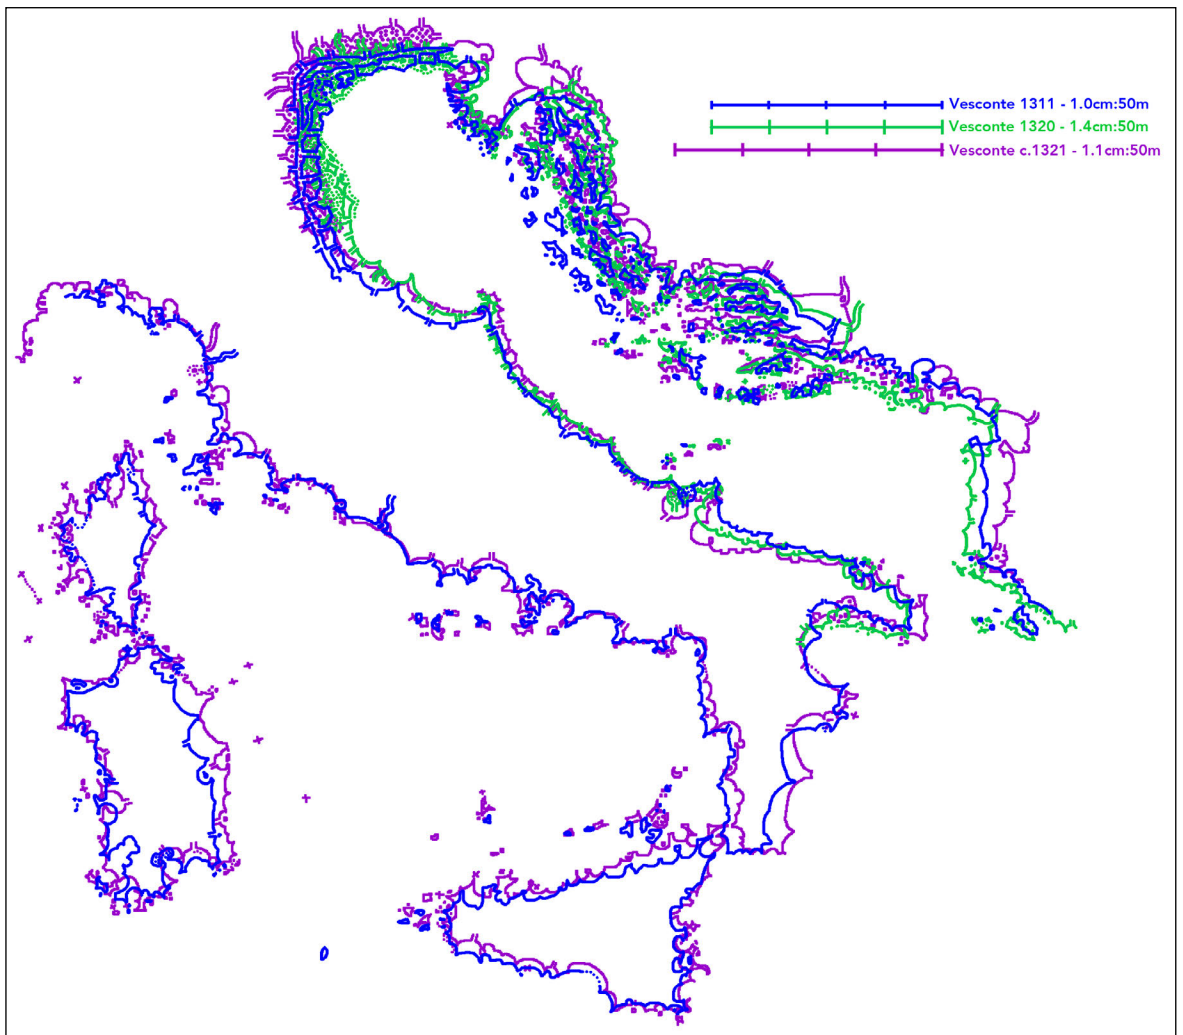 Vesconte 1311 - 1.0cm:50m
Vesconte 1320 - 1.4cm:50m
Vesconte c.1321 - 1.1cm:50m